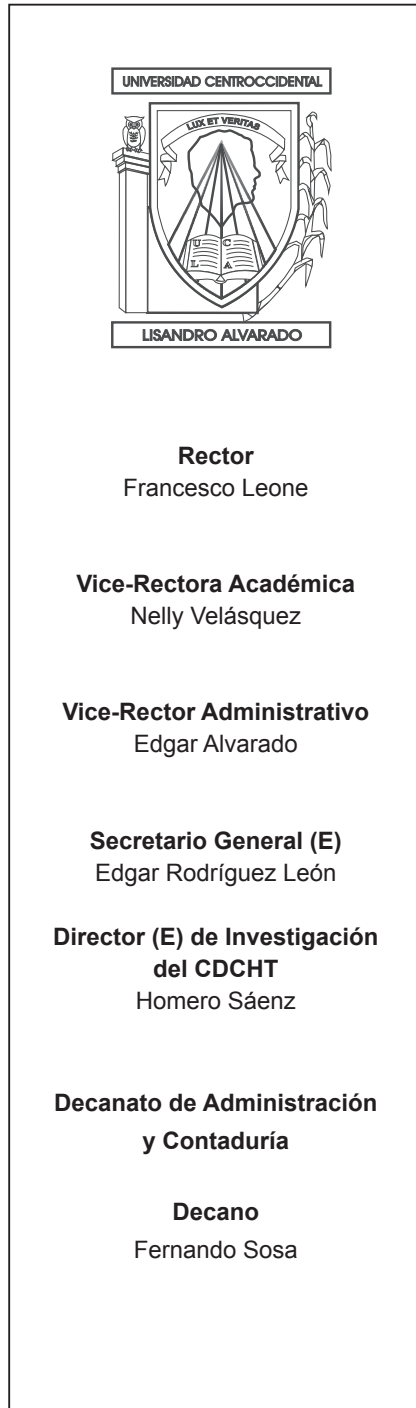 UNIVERSIDAD CENTROCCIDENTAL
LUX ET VERITAS
U C
L A
LISANDRO ALVARADO
Rector
Francesco Leone
Vice-Rectora Académica
Nelly Velásquez
Vice-Rector Administrativo
Edgar Alvarado
Secretario General (E)
Edgar Rodríguez León
Director (E) de Investigación
del CDCHT
Homero Sáenz
Decanato de Administración
y Contaduría
Decano
Fernando Sosa